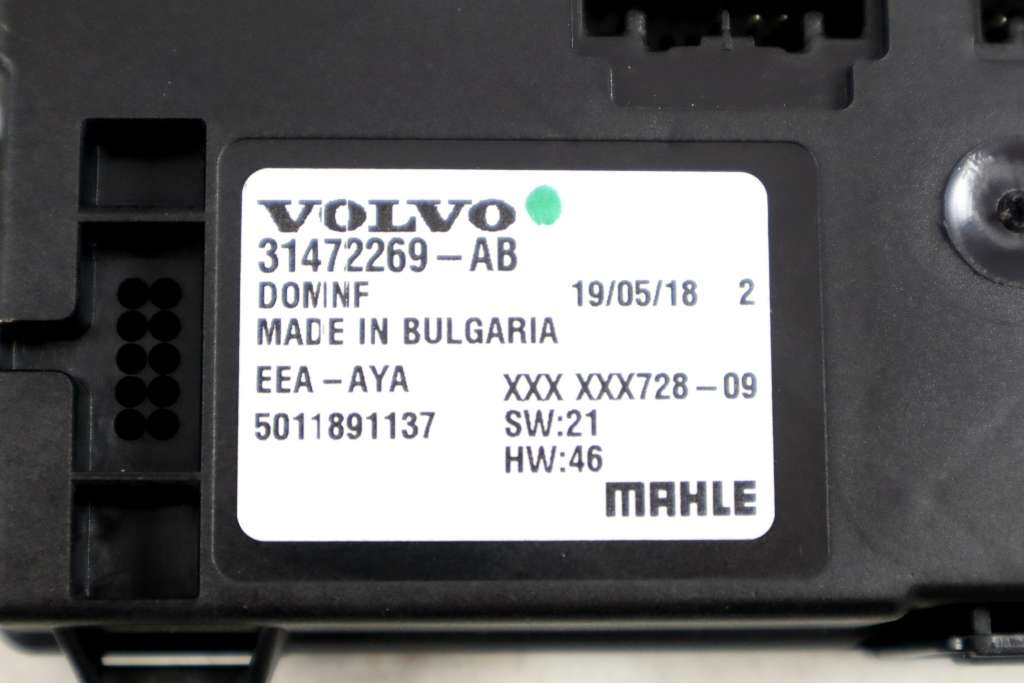 VOLVO
31472269-AB
DOMINF 19/05/18 2
MADE IN BULGARIA
EEA-AYA XXX XXX728-09
5011891137 SW:21
HW:46
MAHLE